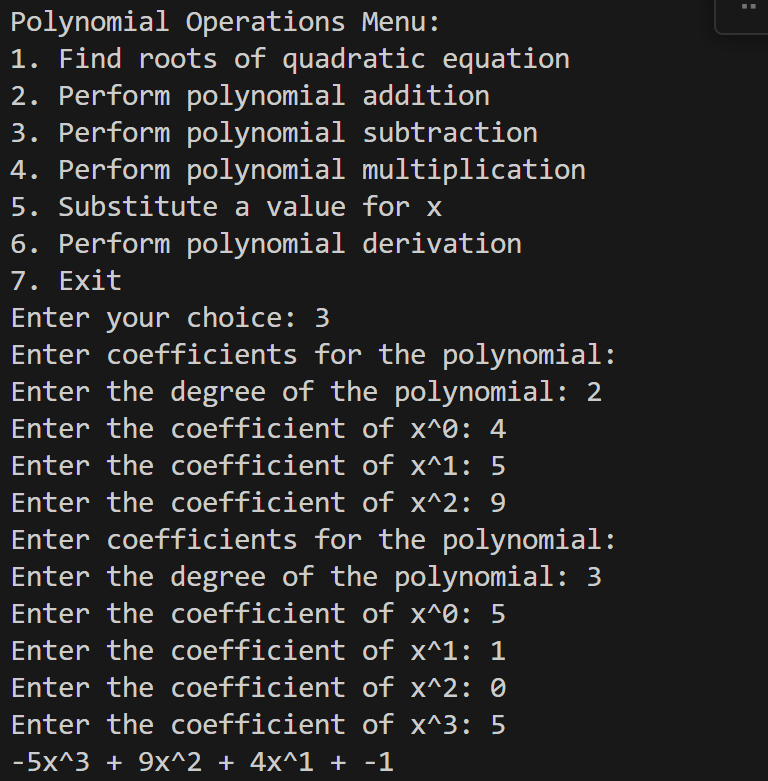 Polynomial Operations Menu:
1. Find roots of quadratic equation
2. Perform polynomial addition
3. Perform polynomial subtraction
4. Perform polynomial multiplication
5. Substitute a value for x
6. Perform polynomial derivation
7. Exit
Enter your choice: 3
Enter coefficients for the polynomial:
Enter the degree of the polynomial: 2
Enter the coefficient of x^0: 4
Enter the coefficient of x^1: 5
Enter the coefficient of x^2: 9
Enter coefficients for the polynomial:
Enter the degree of the polynomial: 3
Enter the coefficient of x^0: 5
Enter the coefficient of x^1: 1
Enter the coefficient of x^2: 0
Enter the coefficient of x^3: 5
-5x^3 + 9x^2 + 4x^1 + -1